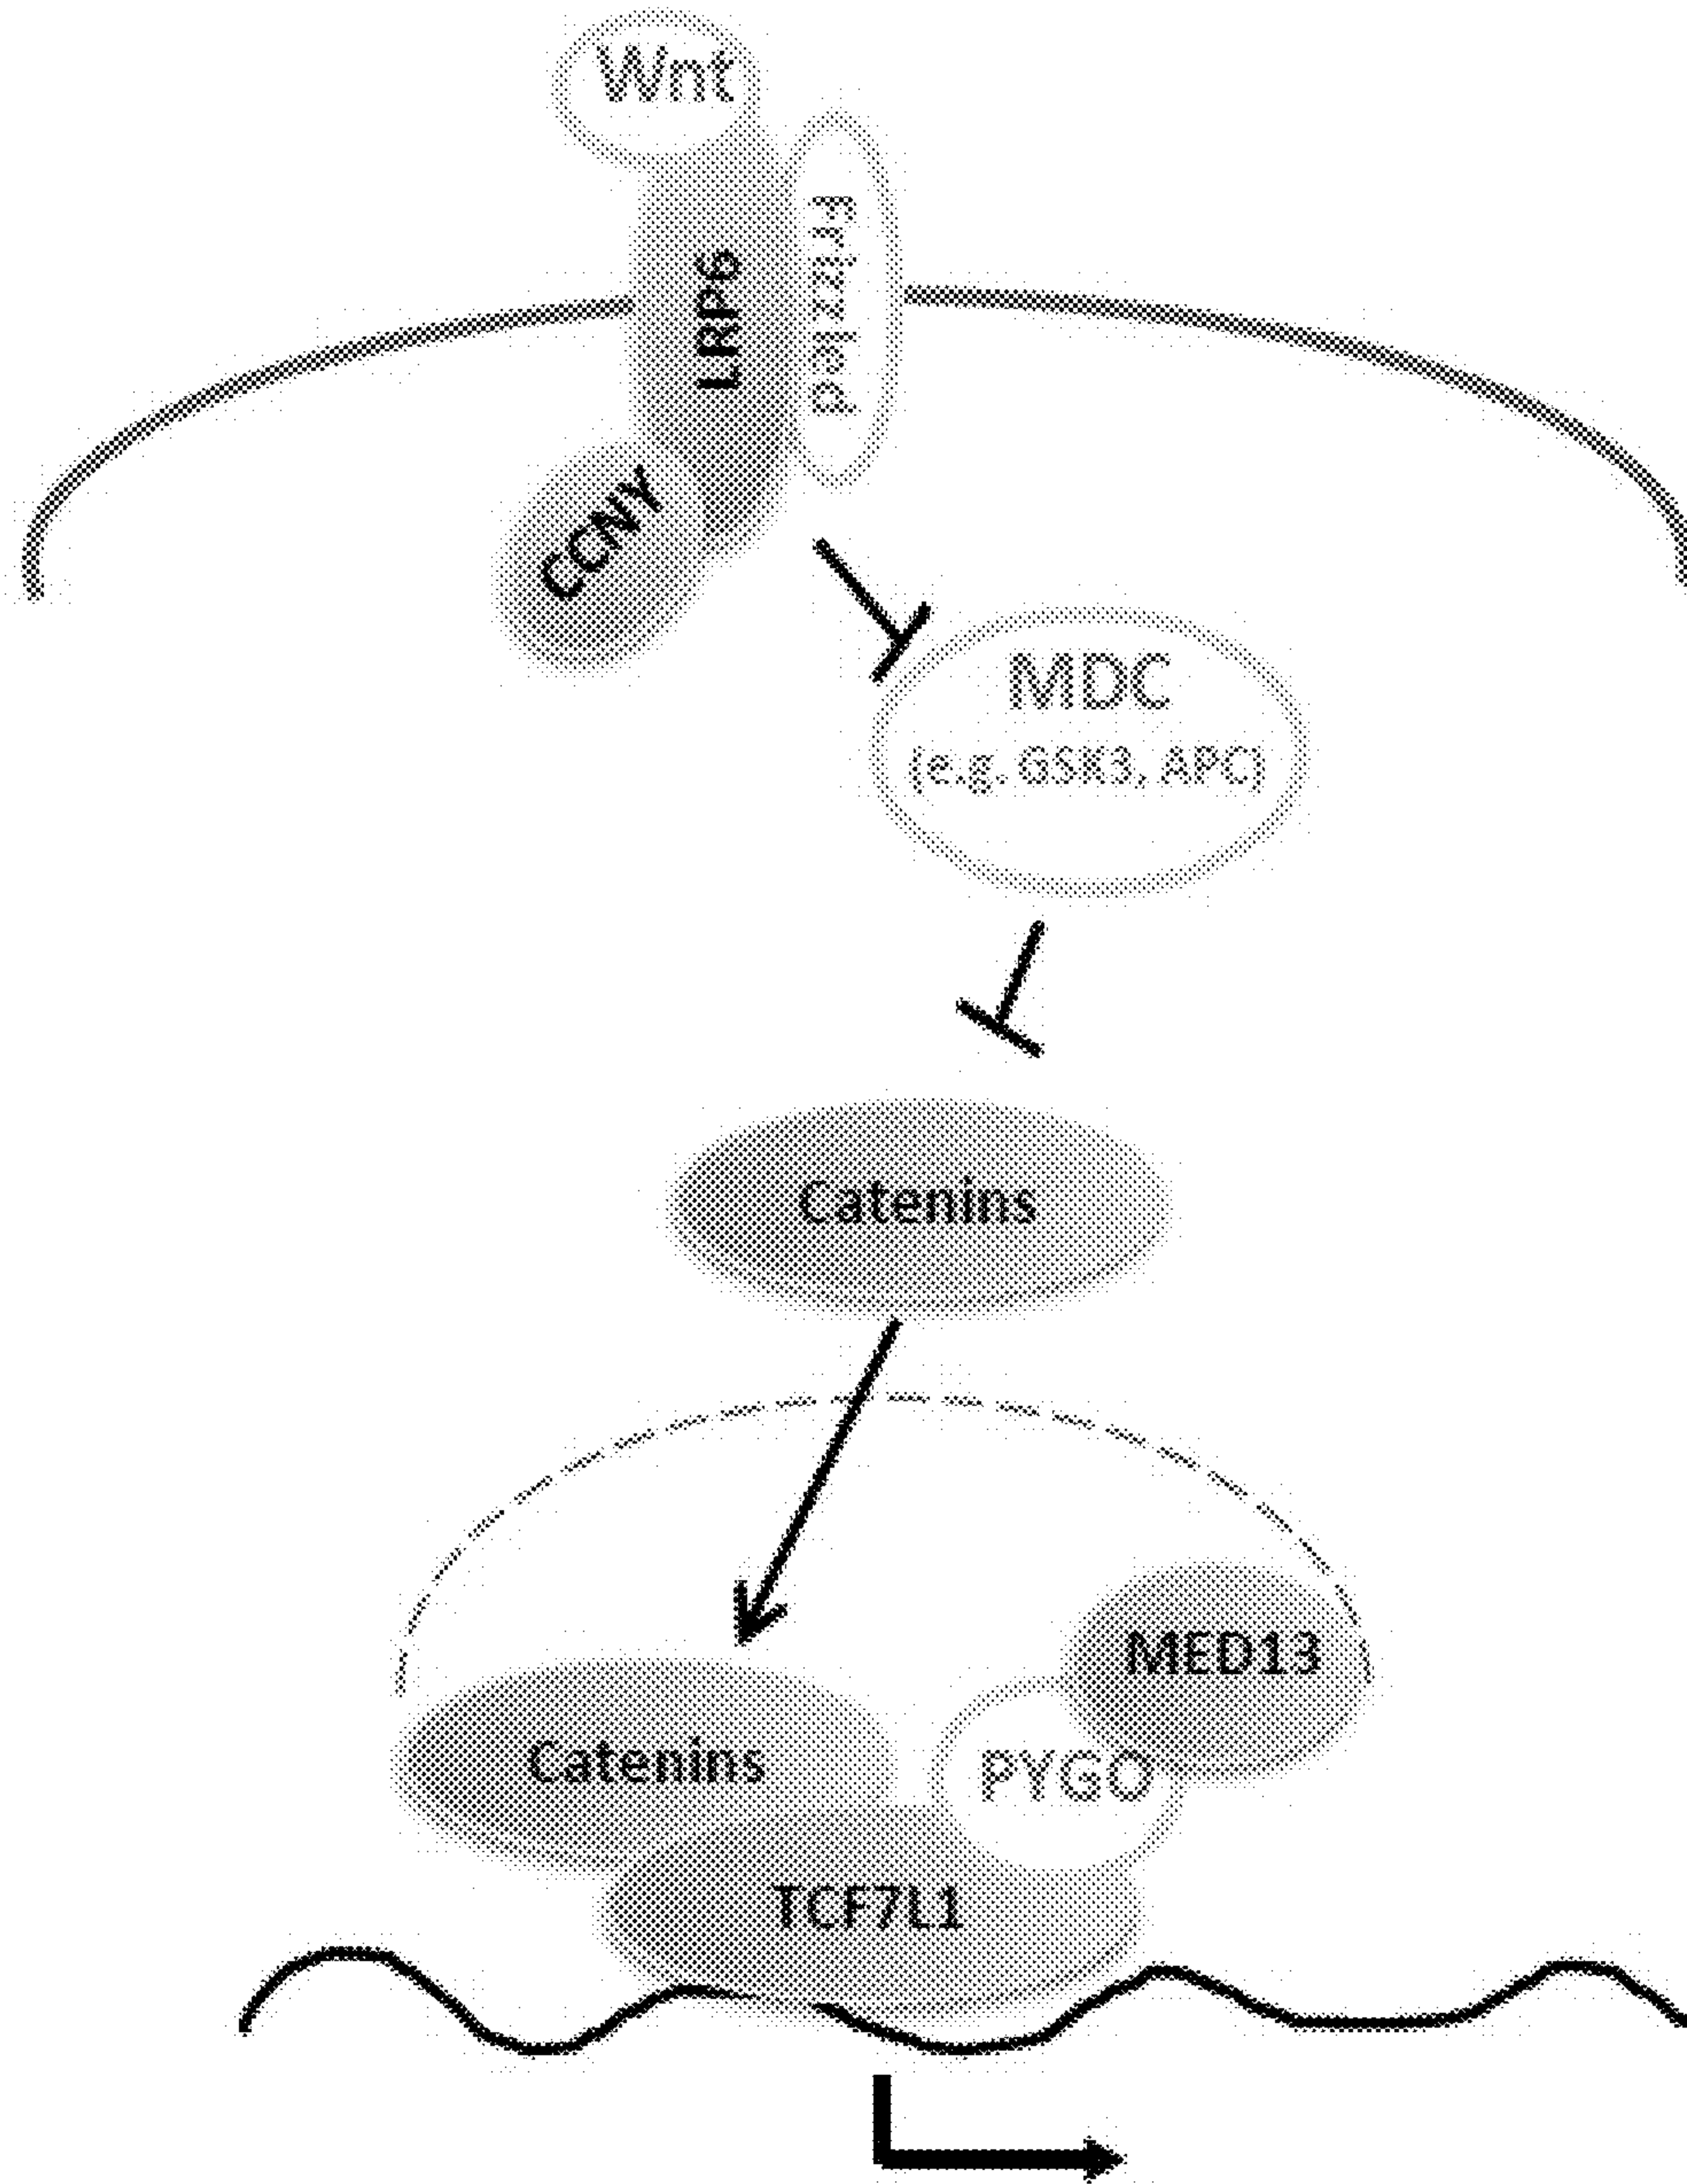 Wnt
Frizzled
LRP6
CCNY
MDC
(e.g. GSK3, APC)
Catenins
MED13
Catenins
PYGO
TCF7L1